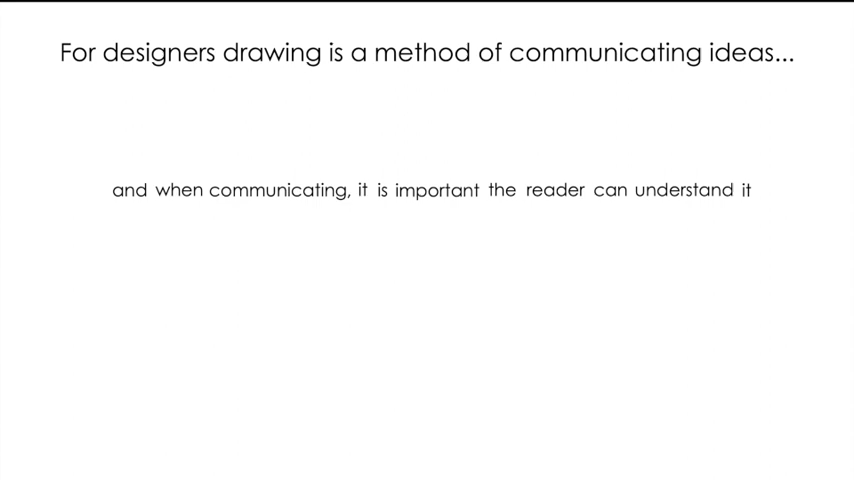 For designers drawing is a method of communicating ideas...
and when communicating, it is important the reader can understand it